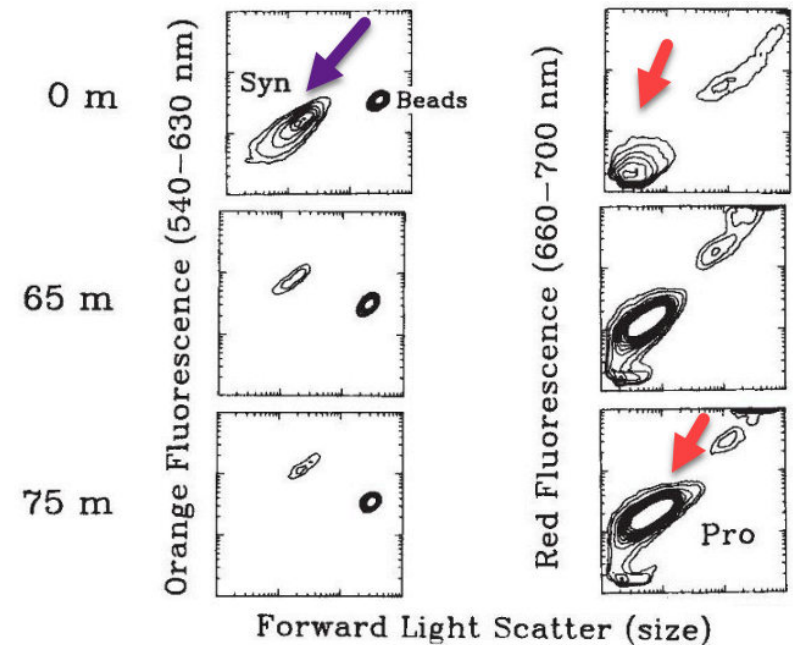 0 m
65 m
75 m
Orange Fluorescence (540-630 nm)
Syn
Beads
Red Fluorescence (660-700 nm)
Pro
Forward Light Scatter (size)